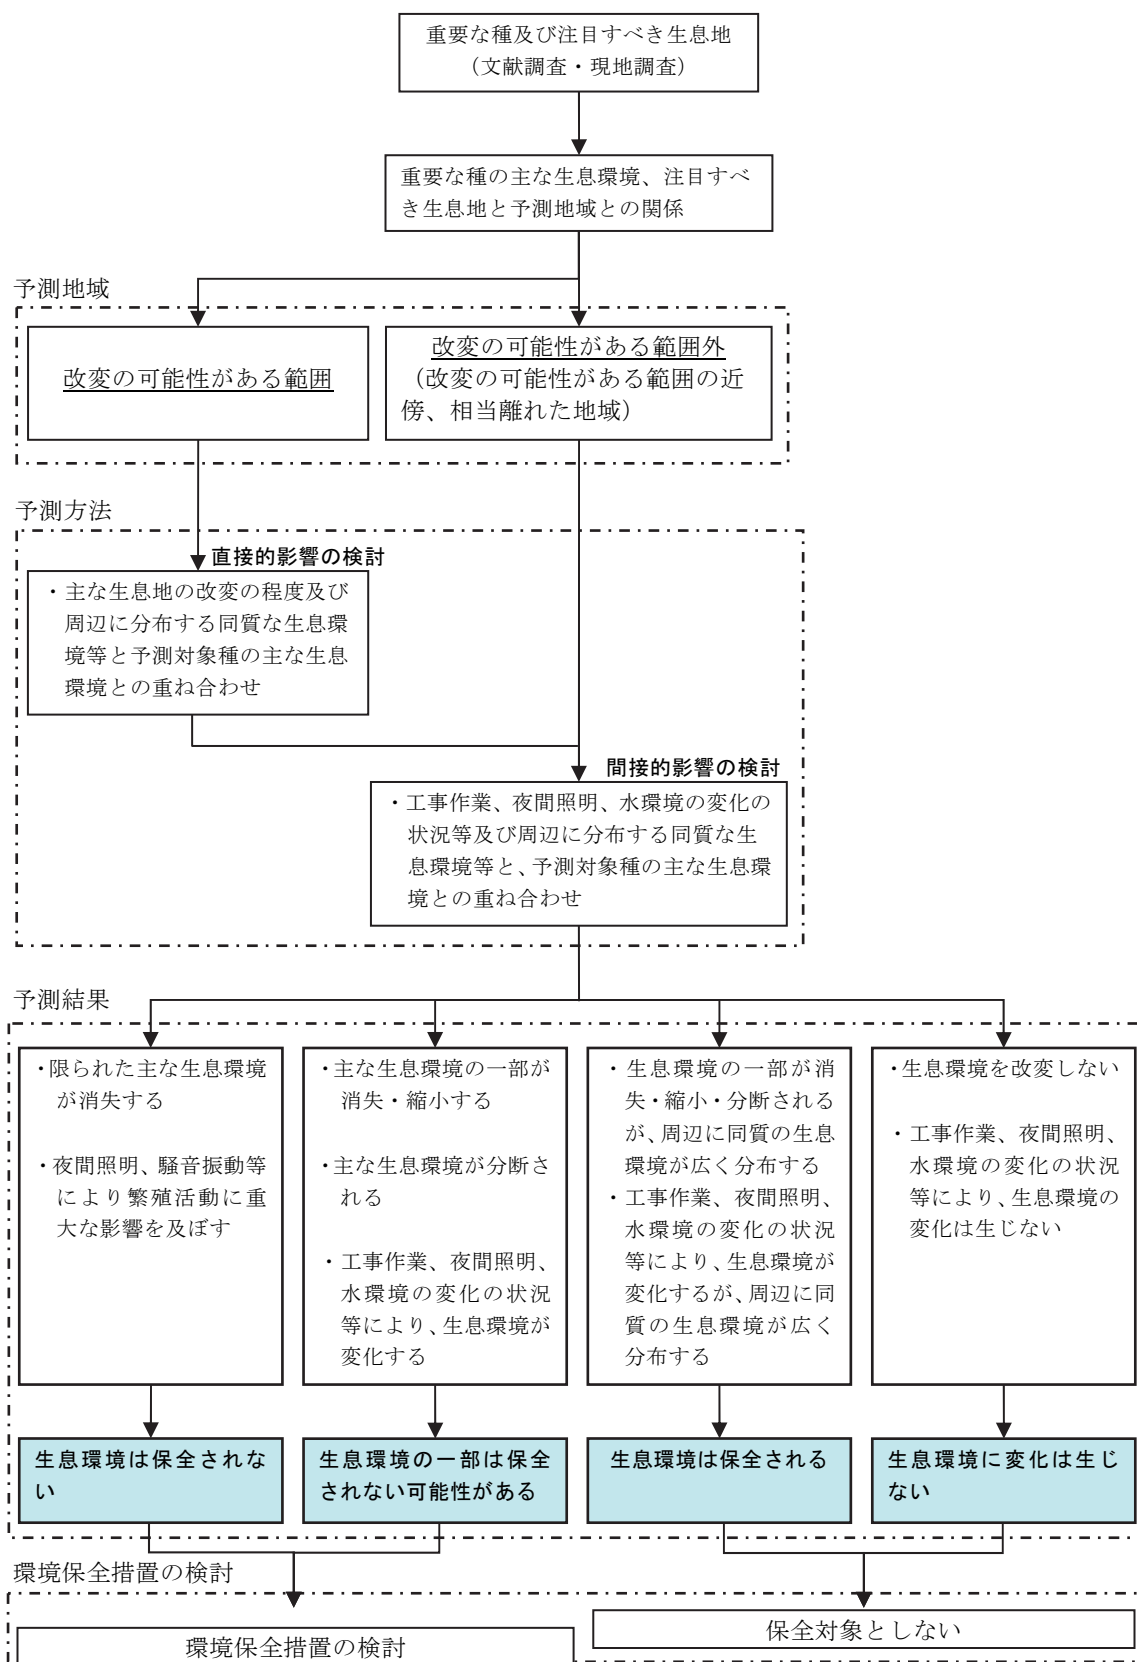 重要な種及び注目すべき生息地
（文献調査・現地調査）
重要な種の主な生息環境、注目すべ
き生息地と予測地域との関係
予測地域
改変の可能性がある範囲
改変の可能性がある範囲外
（改変の可能性がある範囲の近
傍、相当離れた地域）
予測方法
直接的影響の検討
・主な生息地の改変の程度及び
周辺に分布する同質な生息環
境等と予測対象種の主な生息
環境との重ね合わせ
間接的影響の検討
・工事作業、夜間照明、水環境の変化の
状況等及び周辺に分布する同質な生
息環境等と、予測対象種の主な生息環
境との重ね合わせ
予測結果
・限られた主な生息環境
が消失する
・夜間照明、騒音振動等
により繁殖活動に重
大な影響を及ぼす
・主な生息環境の一部が
消失・縮小する
・主な生息環境が分断さ
れる
・工事作業、夜間照明、
水環境の変化の状況
等により、生息環境が
変化する
・生息環境の一部が消
失・縮小・分断される
が、周辺に同質の生息
環境が広く分布する
・工事作業、夜間照明、
水環境の変化の状況
等により、生息環境が
変化するが、周辺に同
質の生息環境が広く
分布する
・生息環境を改変しない
・工事作業、夜間照明、
水環境の変化の状況
等により、生息環境の
変化は生じない
生息環境は保全されな
い
生息環境の一部は保全
されない可能性がある
生息環境は保全される
生息環境に変化は生じ
ない
環境保全措置の検討
環境保全措置の検討
保全対象としない